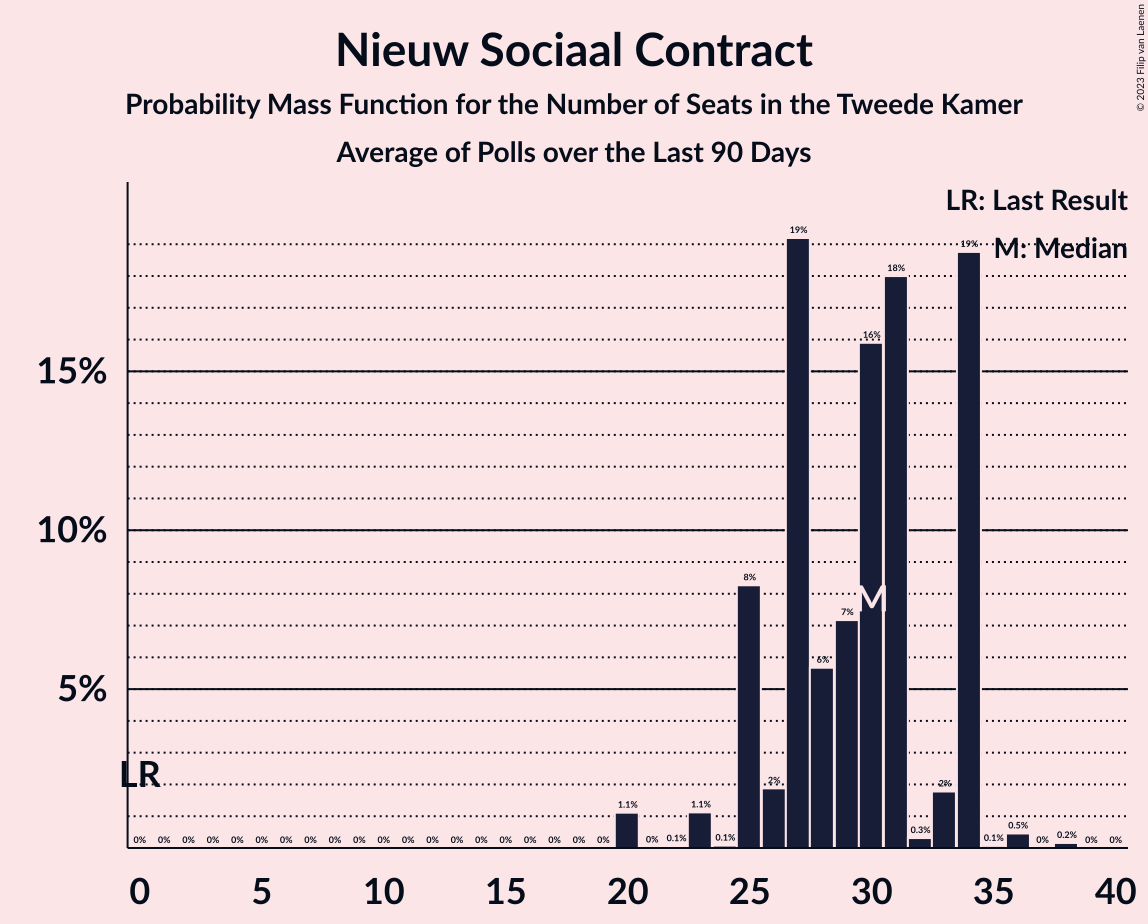 Nieuw Sociaal Contract
Probability Mass Function for the Number of Seats in the Tweede Kamer
Average of Polls over the Last 90 Days
© 2023 Filip van Laenen
LR: Last Result
M: Median
15%
10%
5%
LR
M
0% 0% 0% 0% 0% 0% 0% 0% 0% 0% 0% 0% 0% 0% 0% 0% 0% 0% 0% 0% 1.1% 0% 0.1% 1.1% 0.1% 8% 2% 19% 6% 7% 16% 18% 0.3% 2% 19% 0.1% 0.5% 0% 0.2% 0% 0%
0 5 10 15 20 25 30 35 40